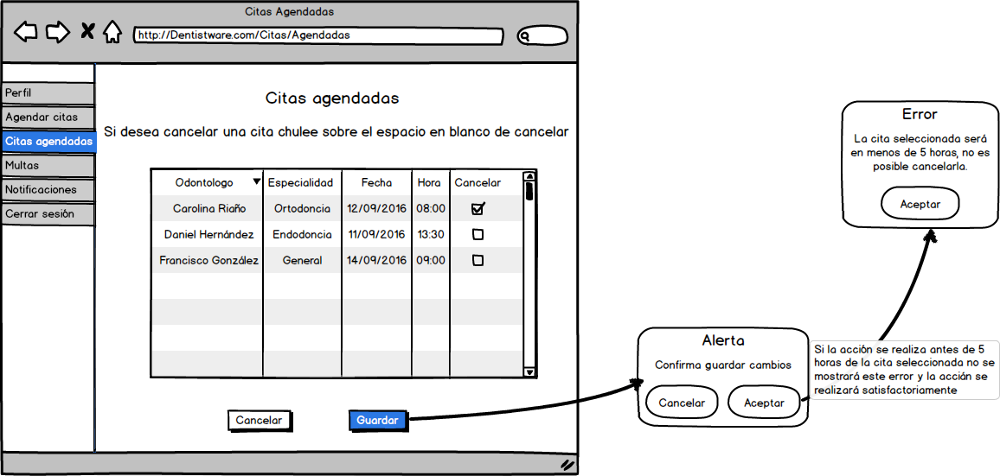 Citas Agendadas
http://Dentistware.com/Citas/Agendadas
Perfil
Agendar citas
Citas agendadas
Multas
Notificaciones
Cerrar sesión
Citas agendadas
Si desea cancelar una cita chulee sobre el espacio en blanco de cancelar
Odontologo Especialidad Fecha Hora Cancelar
Carolina Riaño Ortodoncia 12/09/2016 08:00
Daniel Hernández Endodoncia 11/09/2016 13:30
Francisco González General 14/09/2016 09:00
Cancelar Guardar
Alerta
Confirma guardar cambios
Cancelar Aceptar
Si la acción se realiza antes de 5
horas de la cita seleccionada no se
mostrará este error y la acción se
realizará satisfactoriamente
Error
La cita seleccionada será
en menos de 5 horas, no es
posible cancelarla.
Aceptar